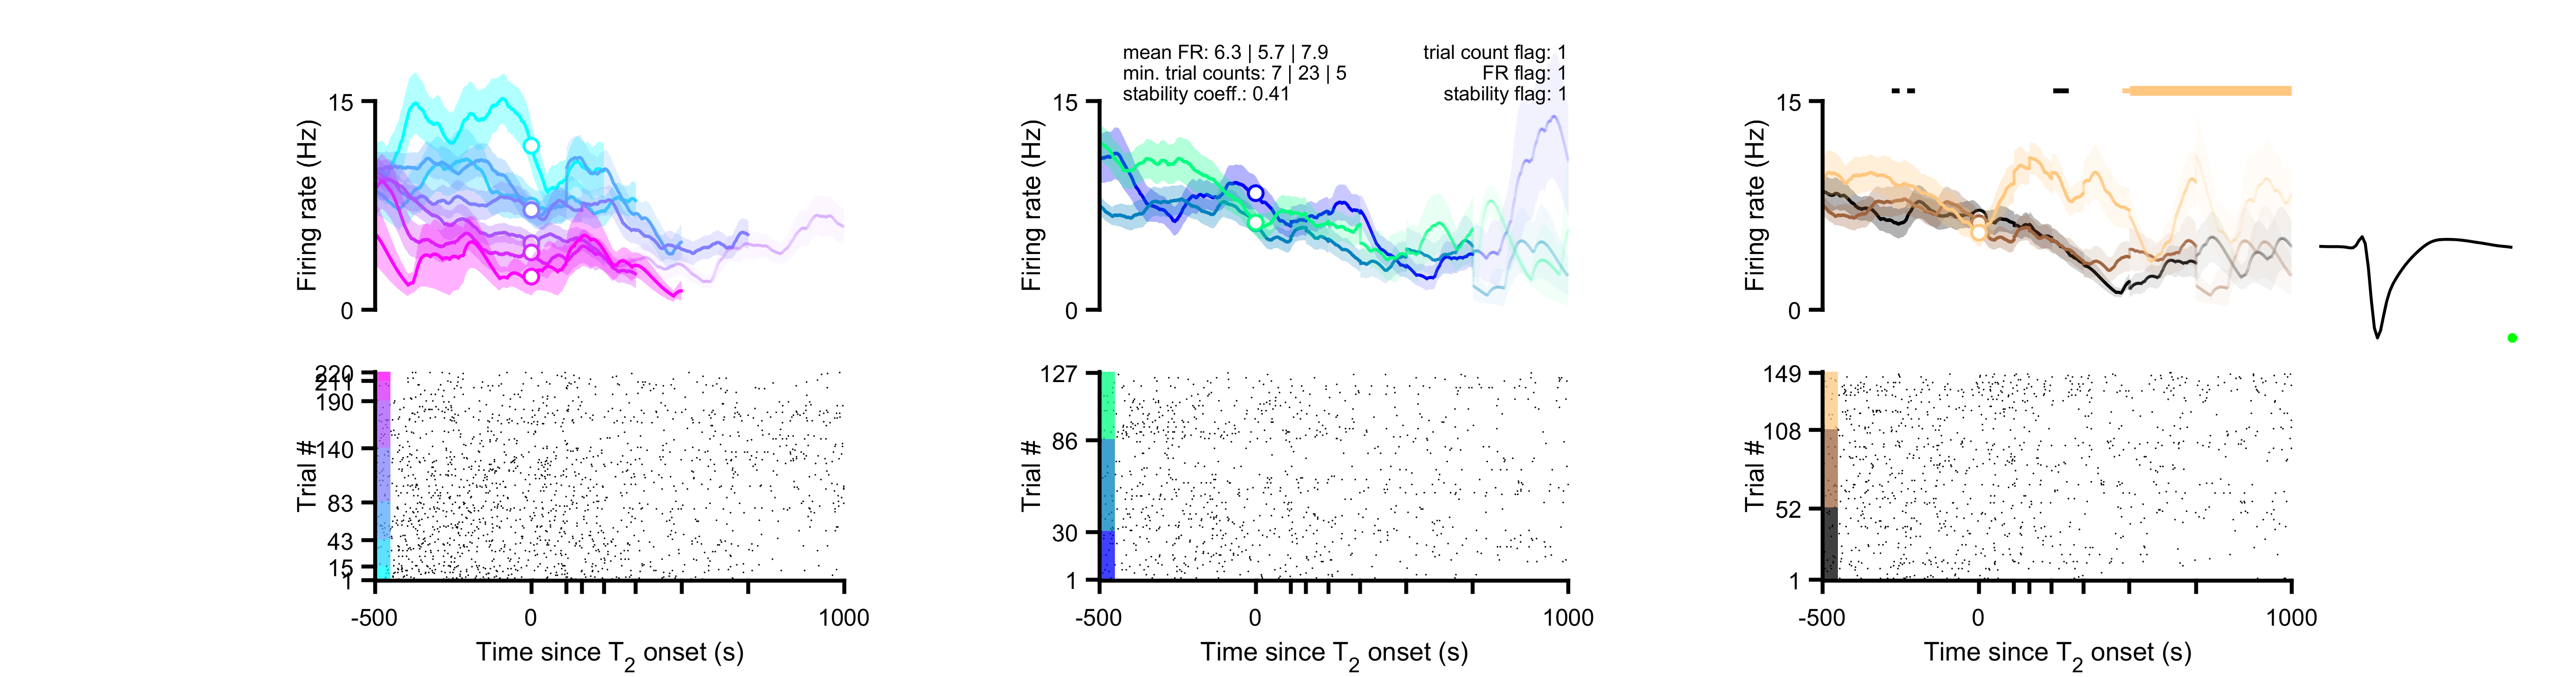 mean FR: 6.3 | 5.7 | 7.9
min. trial counts: 7 | 23 | 5
stability coeff.: 0.41
trial count flag: 1
FR flag: 1
stability flag: 1
Firing rate (Hz)
15
0
Firing rate (Hz)
15
0
Firing rate (Hz)
15
0
Trial #
220
211
190
140
83
43
15
1
-500
0
1000
Time since T2 onset (s)
Trial #
127
86
30
1
-500
0
1000
Time since T2 onset (s)
Trial #
149
108
52
1
-500
0
1000
Time since T2 onset (s)